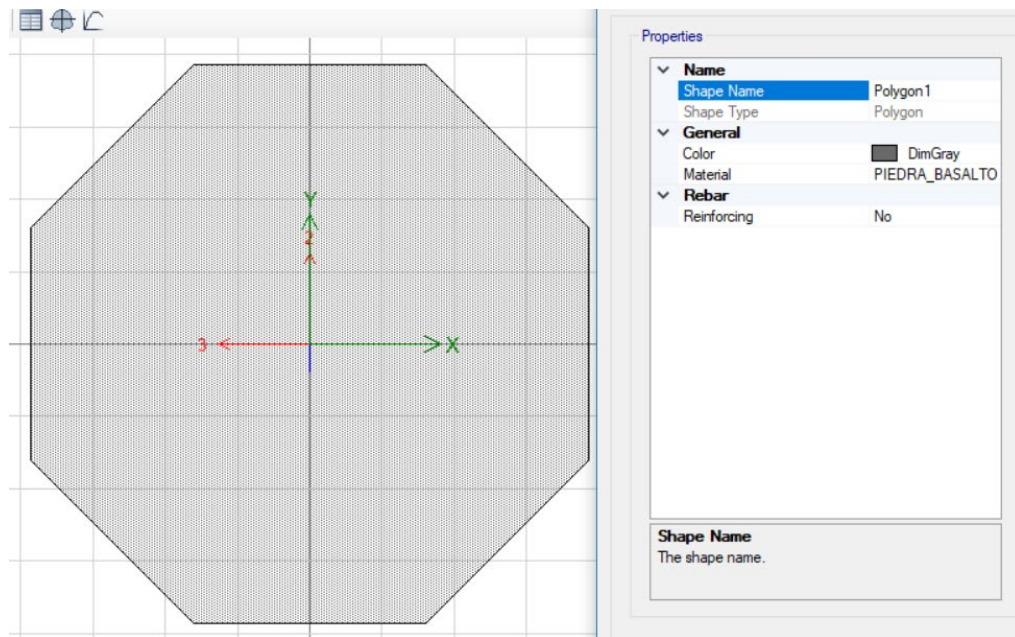 Y
2
3
X
Properties
Name
Shape Name Polygon1
Shape Type Polygon
General
Color DimGray
Material PIEDRA_BASALTO
Rebar
Reinforcing No
Shape Name
The shape name.